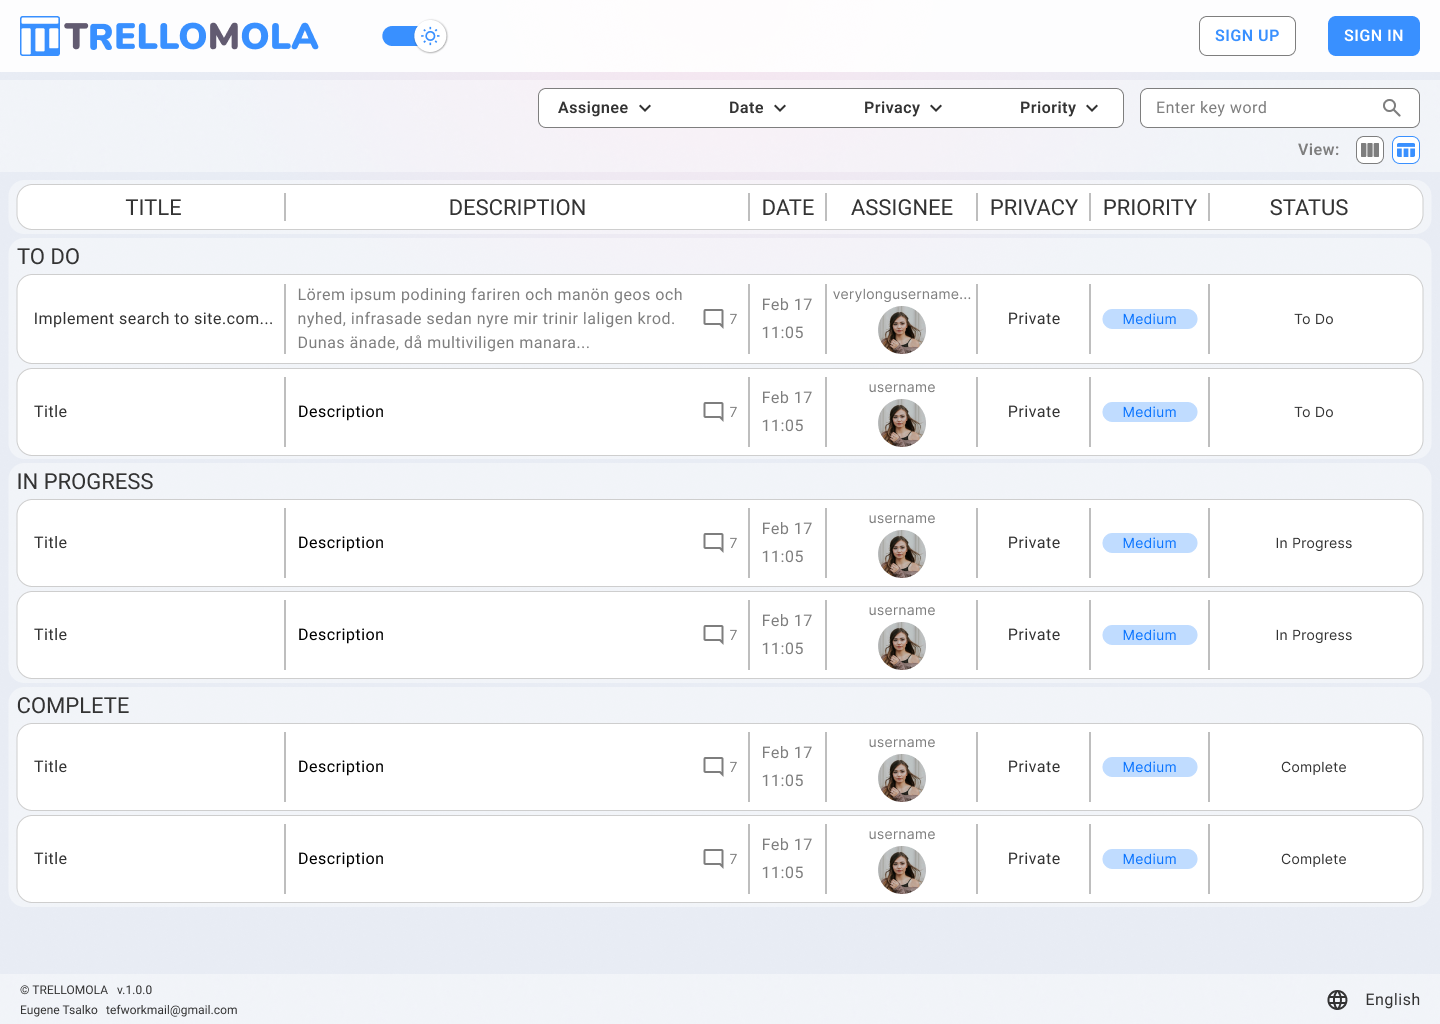 TRELLOMOLA
SIGN UP
SIGN IN
Assignee
Date
Privacy
Priority
Enter key word
View:
TITLE
DESCRIPTION
DATE
ASSIGNEE
PRIVACY
PRIORITY
STATUS
TO DO
Implement search to site.com...
Lörem ipsum podining fariren och manön geos och
nyhed, infrasade sedan nyre mir trinir laligen krod.
Dunas änade, då multiviligen manara...
7
Feb 17
11:05
verylongusername...
Private
Medium
To Do
Title
Description
7
Feb 17
11:05
username
Private
Medium
To Do
IN PROGRESS
Title
Description
7
Feb 17
11:05
username
Private
Medium
In Progress
Title
Description
7
Feb 17
11:05
username
Private
Medium
In Progress
COMPLETE
Title
Description
7
Feb 17
11:05
username
Private
Medium
Complete
Title
Description
7
Feb 17
11:05
username
Private
Medium
Complete
© TRELLOMOLA v.1.0.0
Eugene Tsalko tefworkmail@gmail.com
English